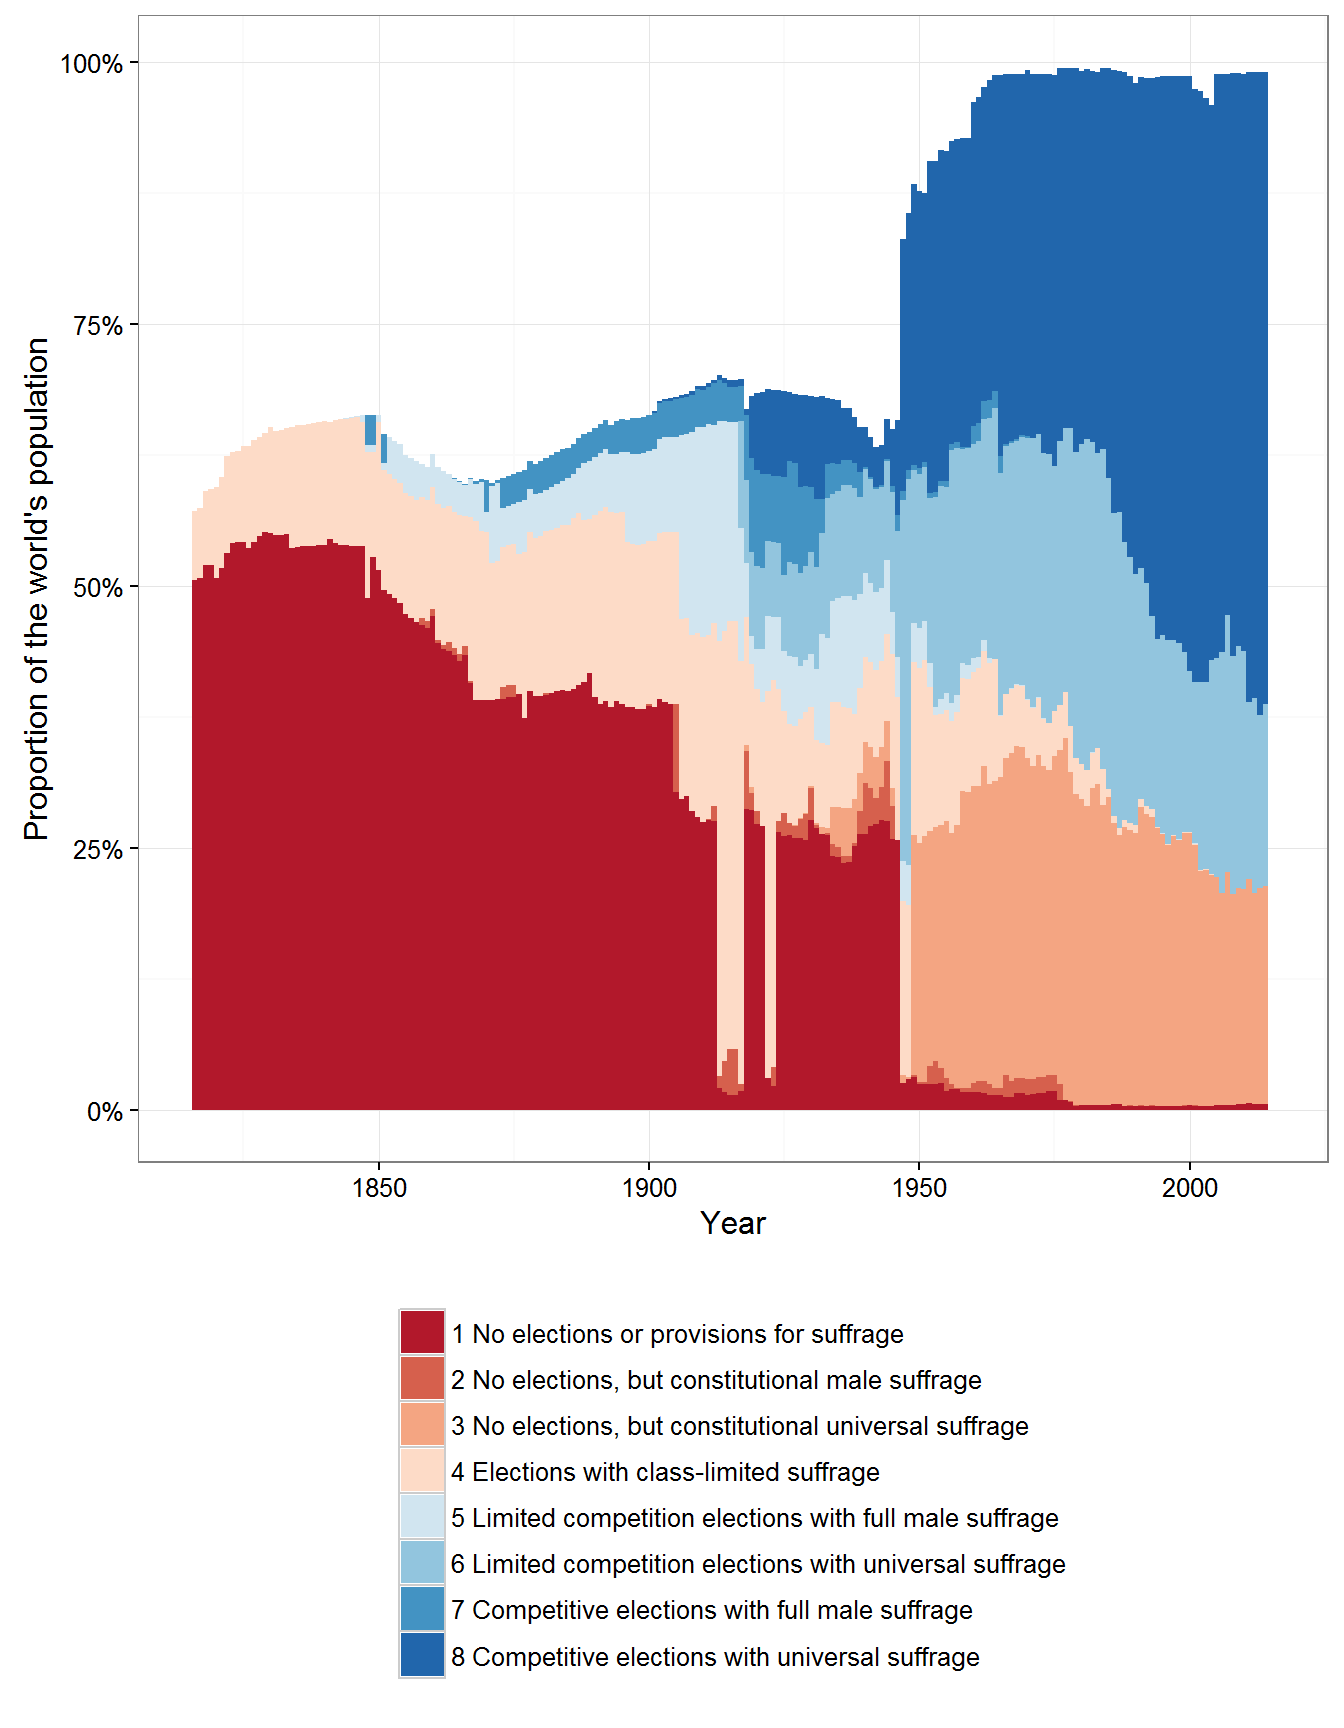 100%
75%
50%
25%
0%
Proportion of the world's population
1850
1900
1950
2000
Year
1 No elections or provisions for suffrage
2 No elections, but constitutional male suffrage
3 No elections, but constitutional universal suffrage
4 Elections with class-limited suffrage
5 Limited competition elections with full male suffrage
6 Limited competition elections with universal suffrage
7 Competitive elections with full male suffrage
8 Competitive elections with universal suffrage